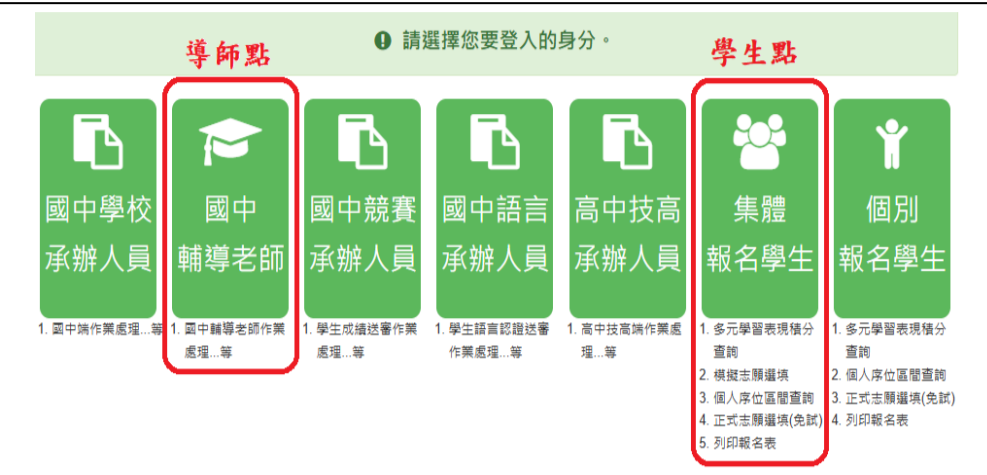 導師點
請選擇您要登入的身分。
學生點
國中學校
承辦人員
1. 國中端作業處理...等
國中
輔導老師
1. 國中輔導老師作業
處理...等
國中競賽
承辦人員
1. 學生成績送審作業
處理...等
國中語言
承辦人員
1. 學生語言認證送審
作業處理...等
高中技高
承辦人員
1. 高中技高端作業處
理...等
集體
報名學生
1. 多元學習表現積分
查詢
2. 模擬志願選填
3. 個人序位區間查詢
4. 正式志願選填(免試)
5. 列印報名表
個別
報名學生
1. 多元學習表現積分
查詢
2. 個人序位區間查詢
3. 正式志願選填(免試)
4. 列印報名表